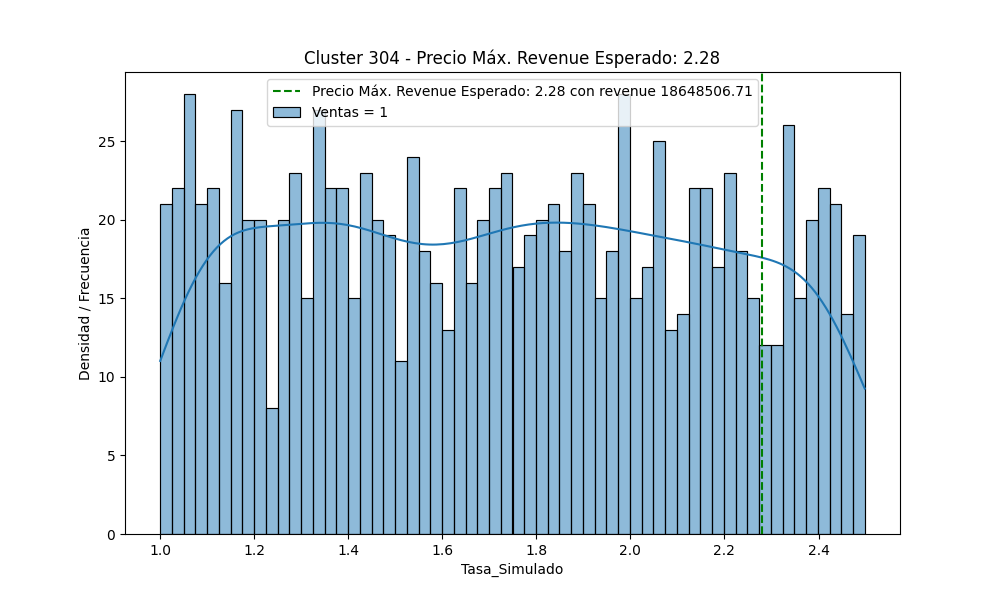 Cluster 304 - Precio Máx. Revenue Esperado: 2.28
Precio Máx. Revenue Esperado: 2.28 con revenue 18648506.71
Ventas = 1
Densidad / Frecuencia
25
20
15
10
5
0
1.0 1.2 1.4 1.6 1.8 2.0 2.2 2.4
Tasa_Simulado